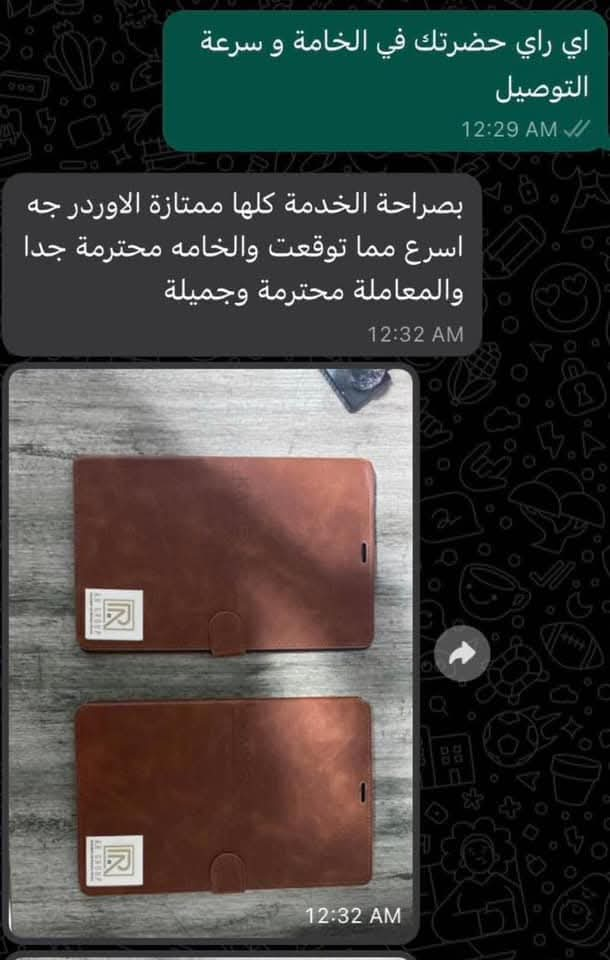 اي راي حضرتك في الخامة و سرعة
التوصيل
12:29 AM
بصراحة الخدمة كلها ممتازة الاوردر جه
اسرع مما توقعت والخامه محترمة جدا
والمعاملة محترمة وجميلة
12:32 AM
12:32 AM